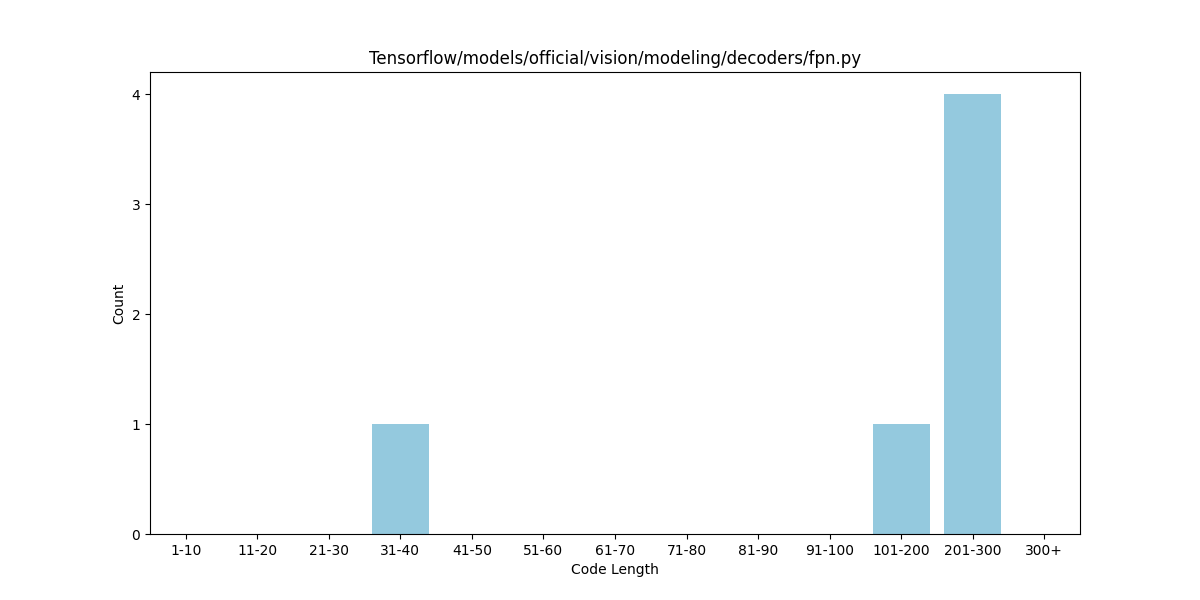 Tensorflow/models/official/vision/modeling/decoders/fpn.py
4
3
2
1
0
Count
1-10 11-20 21-30 31-40 41-50 51-60 61-70 71-80 81-90 91-100 101-200 201-300 300+
Code Length